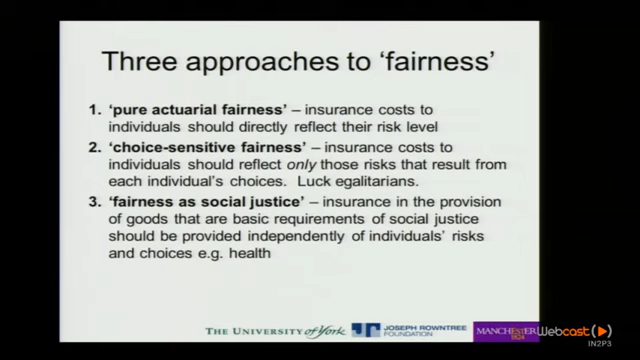 Three approaches to ‘fairness’
1. ‘pure actuarial fairness’ – insurance costs to
individuals should directly reflect their risk level
2. ‘choice-sensitive fairness’ – insurance costs to
individuals should reflect only those risks that result from
each individual’s choices. Luck egalitarians.
3. ‘fairness as social justice’ – insurance in the provision
of goods that are basic requirements of social justice
should be provided independently of individuals’ risks
and choices e.g. health
THE UNIVERSITY of York
JOSEPH ROWNTREE
FOUNDATION
MANCHESTER
1824
Webcast
IN2P3